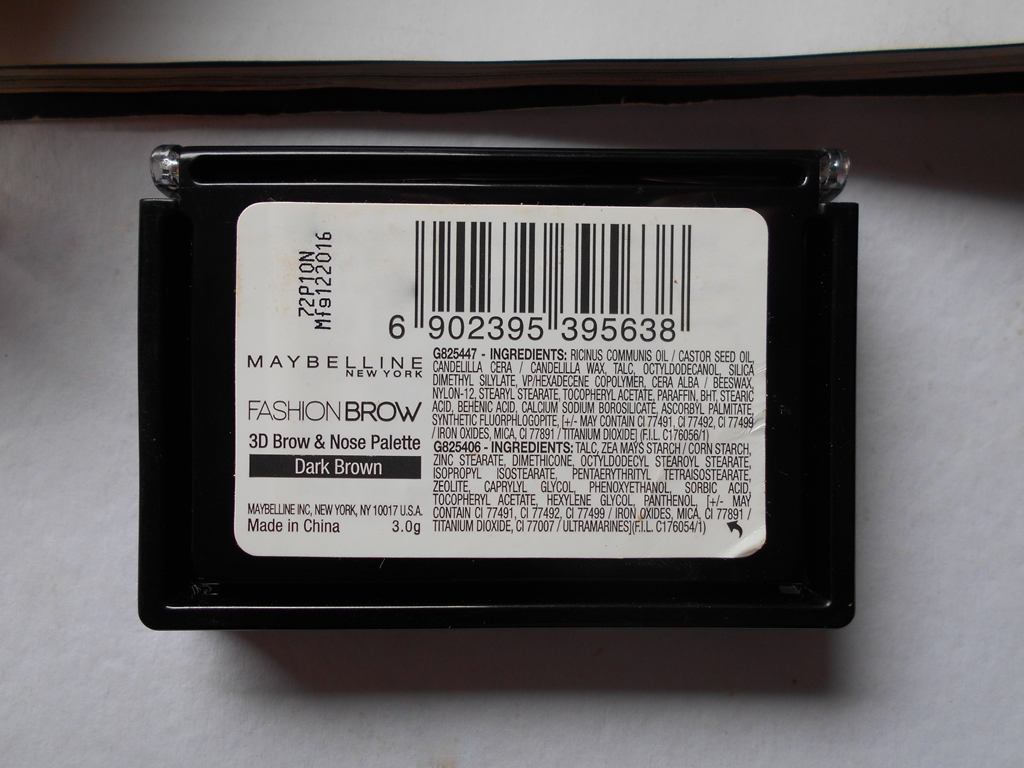 72P10N
Mfg122016
6 902395 395638
MAYBELLINE
NEW YORK
FASHIONBROW
3D Brow & Nose Palette
Dark Brown
MAYBELLINE INC, NEW YORK, NY 10017 U.S.A.
Made in China 3.0g
G825447 - INGREDIENTS: RICINUS COMMUNIS OIL / CASTOR SEED OIL,
CANDELILLA CERA / CANDELILLA WAX, TALC, OCTYLDODECANOL, SILICA
DIMETHYL SILYLATE, VP/HEXADECENE COPOLYMER, CERA ALBA / BEESWAX,
NYLON-12, STEARYL STEARATE, TOCOPHERYL ACETATE, PARAFFIN, BHT, STEARIC
ACID, BEHENIC ACID, CALCIUM SODIUM BOROSILICATE, ASCORBYL PALMITATE,
SYNTHETIC FLUORPHLOGOPITE, [+/- MAY CONTAIN CI 77491, CI 77492, CI 77499
/ IRON OXIDES, MICA, CI 77891 / TITANIUM DIOXIDE] (F.I.L. C176056/1)
G825406 - INGREDIENTS: TALC, ZEA MAYS STARCH / CORN STARCH,
ZINC STEARATE, DIMETHICONE, OCTYLDODECYL STEAROYL STEARATE,
ISOPROPYL ISOSTEARATE, PENTAERYTHRITYL TETRAISOSTEARATE,
ZEOLITE, CAPRYLYL GLYCOL, PHENOXYETHANOL, SORBIC ACID,
TOCOPHERYL ACETATE, HEXYLENE GLYCOL, PANTHENOL, [+/- MAY
CONTAIN CI 77491, CI 77492, CI 77499 / IRON OXIDES, MICA, CI 77891 /
TITANIUM DIOXIDE, CI 77007 / ULTRAMARINES](F.I.L. C176054/1)